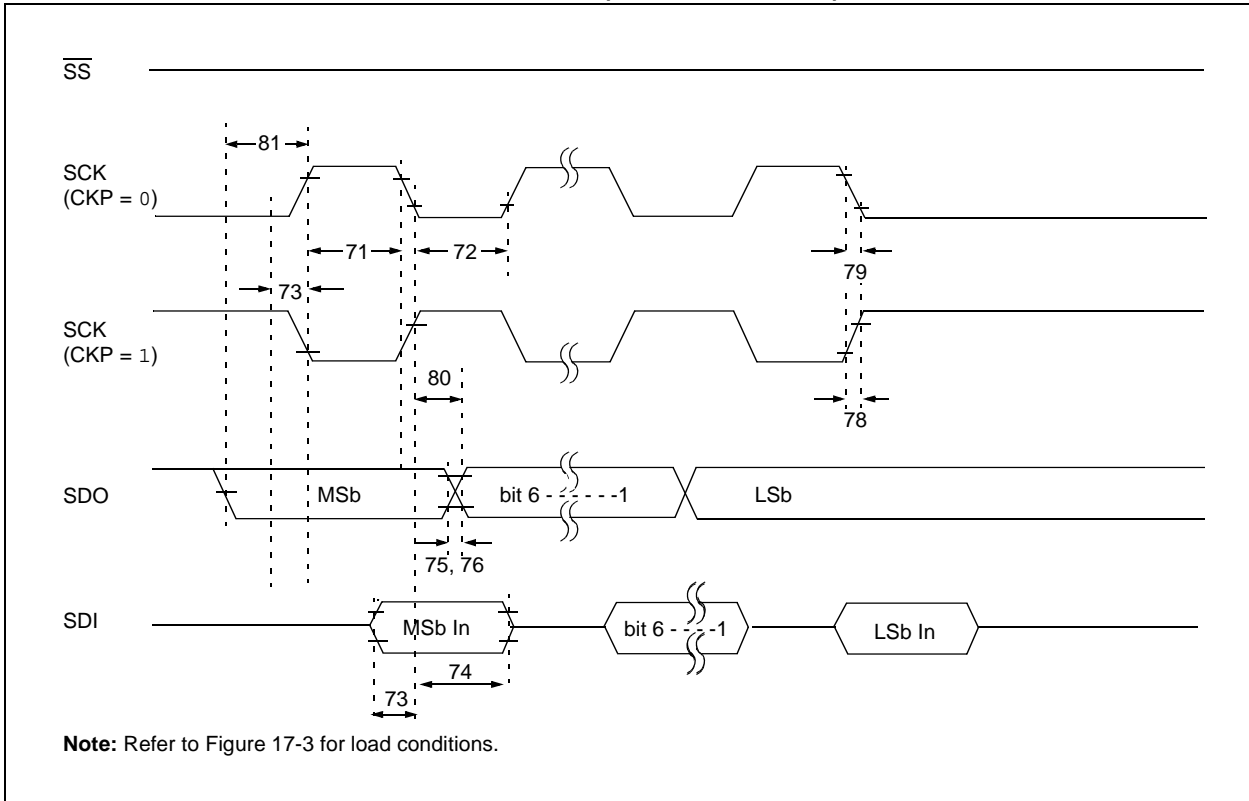 SS
81
SCK
(CKP = 0)
71
72
79
73
SCK
(CKP = 1)
80
78
SDO
MSb
bit 6 - - - - - -1
LSb
75, 76
SDI
MSb In
bit 6 - - - -1
LSb In
74
73
Note: Refer to Figure 17-3 for load conditions.